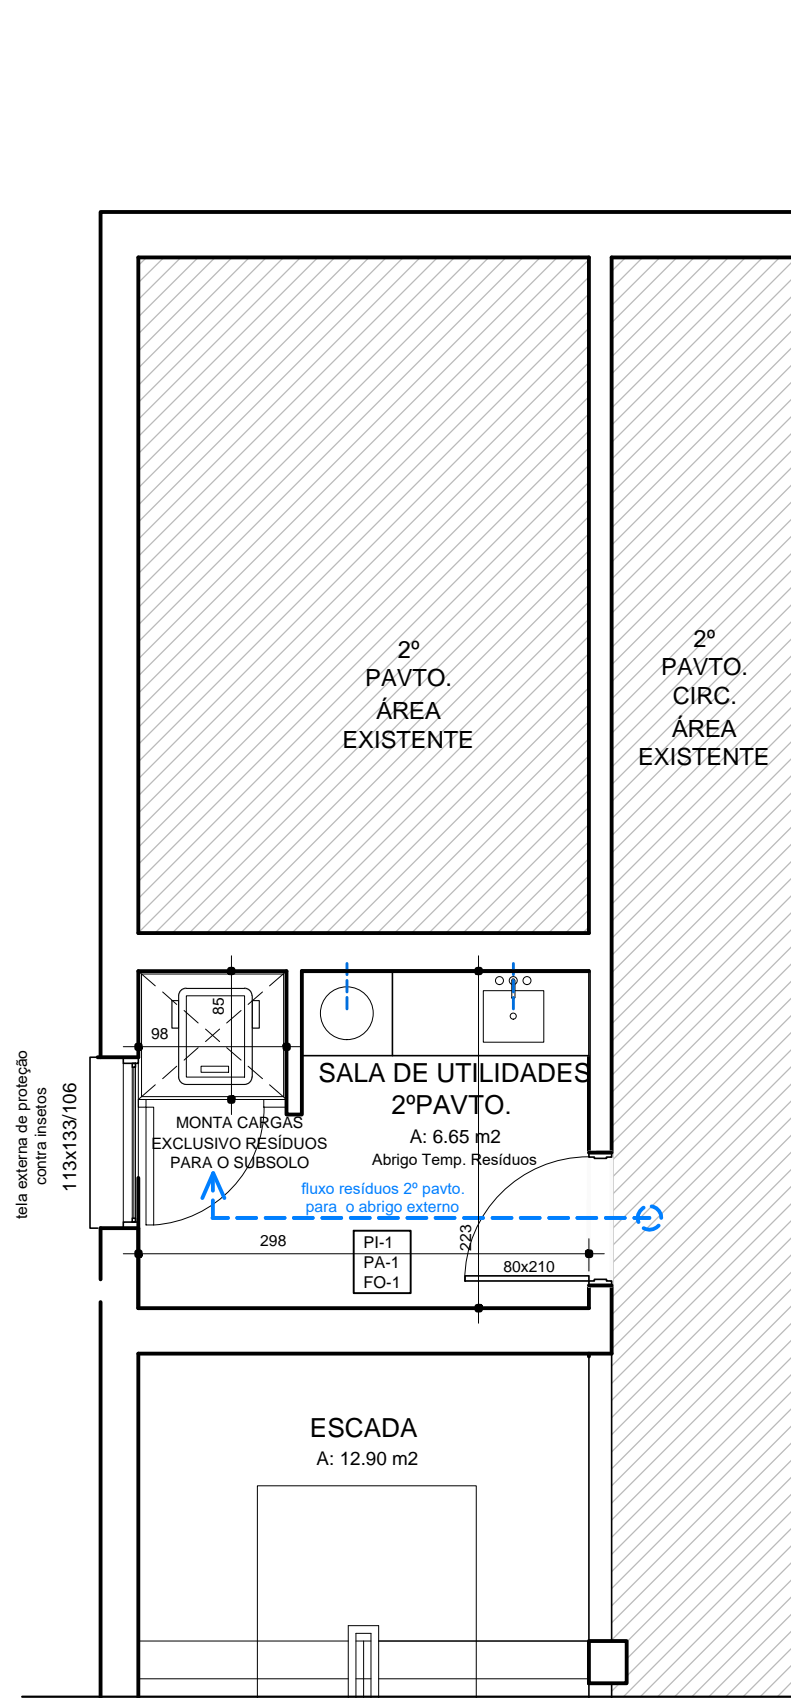 2º
PAVTO.
ÁREA
EXISTENTE
2º
PAVTO.
CIRC.
ÁREA
EXISTENTE
85
98
tela externa de proteção
contra insetos
113x133/106
SALA DE UTILIDADES
2ºPAVTO.
A: 6.65 m2
Abrigo Temp. Resíduos
MONTA CARGAS
EXCLUSIVO RESÍDUOS
PARA O SUBSOLO
fluxo resíduos 2º pavto.
para o abrigo externo
298
223
PI-1
PA-1
FO-1
80x210
ESCADA
A: 12.90 m2